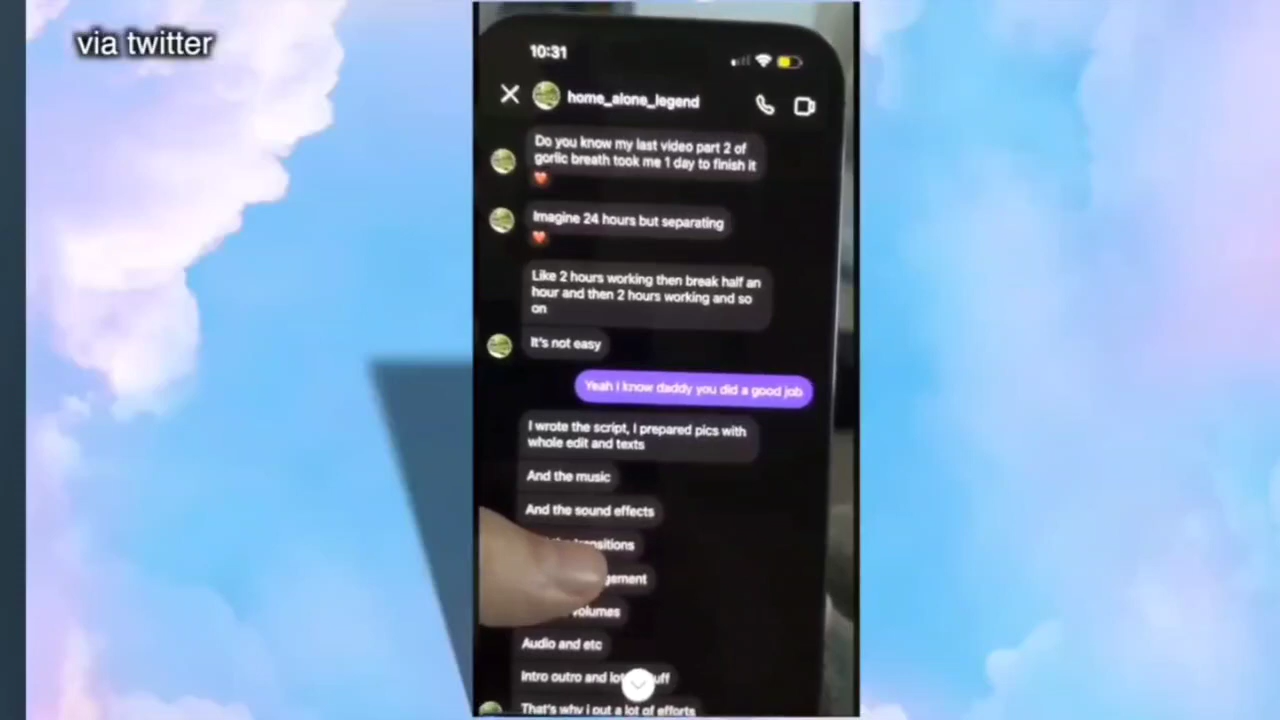 via twitter
10:31
home_alone_legend
Do you know my last video part 2 of
gorlic breath took me 1 day to finish it
Imagine 24 hours but separating
Like 2 hours working then break half an
hour and then 2 hours working and so
on
It's not easy
Yeah i know daddy you did a good job
I wrote the script, I prepared pics with
whole edit and texts
And the music
And the sound effects
Audio and etc
Intro outro and
That's why i put a lot of efforts